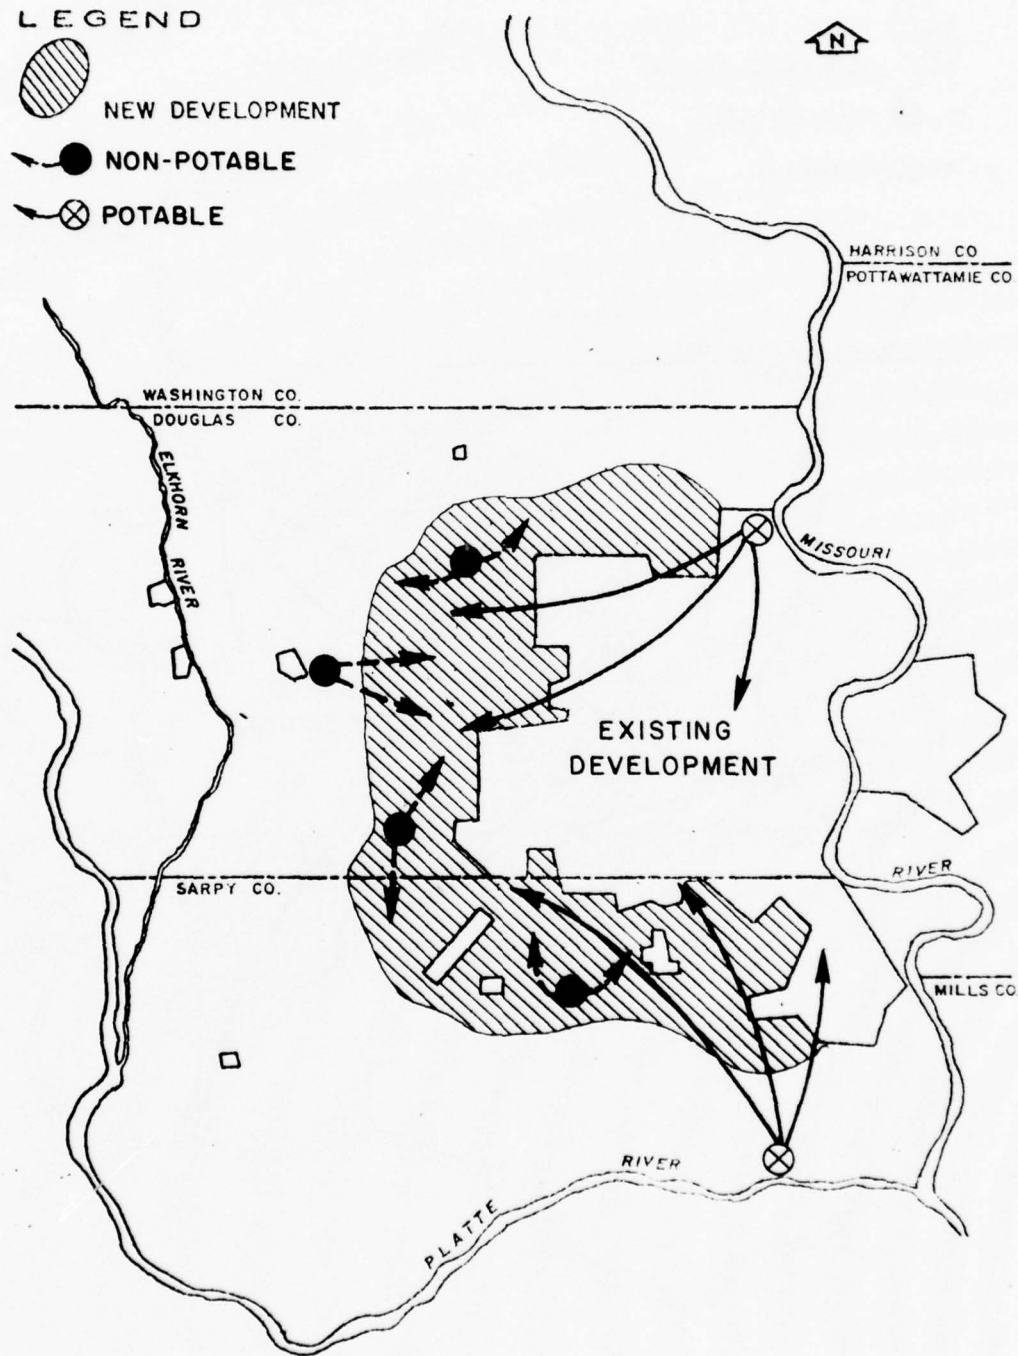 LEGEND
NEW DEVELOPMENT
NON-POTABLE
POTABLE
N
HARRISON CO
POTTAWATTAMIE CO
WASHINGTON CO.
DOUGLAS CO.
ELKHORN RIVER
MISSOURI
EXISTING
DEVELOPMENT
RIVER
SARPY CO.
MILLS CO.
RIVER
PLATTE